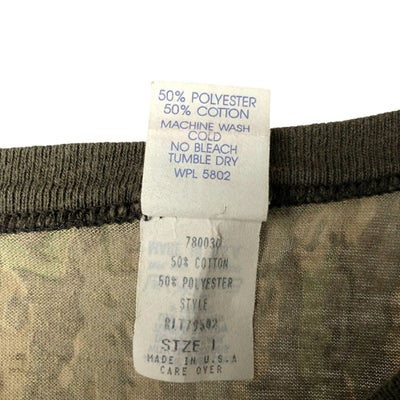 50% POLYESTER
50% COTTON
MACHINE WASH
COLD
NO BLEACH
TUMBLE DRY
WPL 5802
780030
50% COTTON
50% POLYESTER
STYLE
SIZE
MADE IN U.S.A
CARE OVER